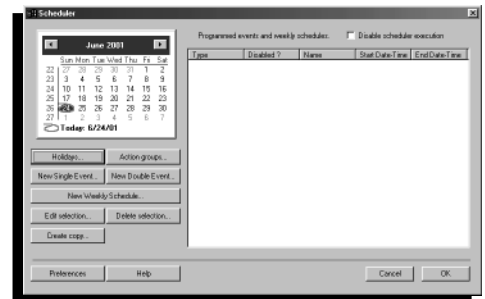 Scheduler
June 2001
Sun Mon Tue Wed Thu Fri Sat
22 27 28 29 30 31 1 2
23 3 4 5 6 7 8 9
24 10 11 12 13 14 15 16
25 17 18 19 20 21 22 23
26 24 25 26 27 28 29 30
27 1 2 3 4 5 6 7
Today: 6/24/01
Programmed events and weekly schedules.
Disable scheduler execution
Type Disabled ? Name Start Date-Time End Date-Time
Holidays... Action groups...
New Single Event... New Double Event...
New Weekly Schedule...
Edit selection... Delete selection...
Create copy...
Preferences Help Cancel OK